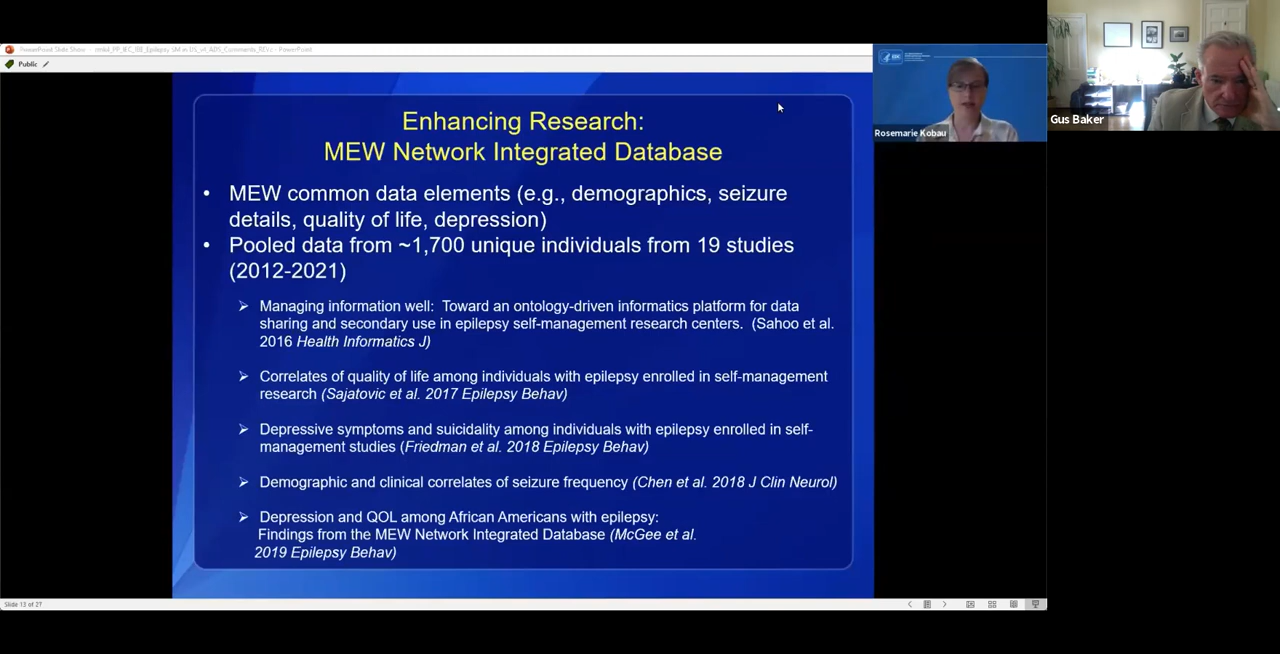 Public
Enhancing Research:
MEW Network Integrated Database
• MEW common data elements (e.g., demographics, seizure
details, quality of life, depression)
• Pooled data from ~1,700 unique individuals from 19 studies
(2012-2021)
➢ Managing information well: Toward an ontology-driven informatics platform for data
sharing and secondary use in epilepsy self-management research centers. (Sahoo et al.
2016 Health Informatics J)
➢ Correlates of quality of life among individuals with epilepsy enrolled in self-management
research (Sajatovic et al. 2017 Epilepsy Behav)
➢ Depressive symptoms and suicidality among individuals with epilepsy enrolled in self-
management studies (Friedman et al. 2018 Epilepsy Behav)
➢ Demographic and clinical correlates of seizure frequency (Chen et al. 2018 J Clin Neurol)
➢ Depression and QOL among African Americans with epilepsy:
Findings from the MEW Network Integrated Database (McGee et al.
2019 Epilepsy Behav)
Slide 13 of 27
CDC
Rosemarie Kobau
Gus Baker